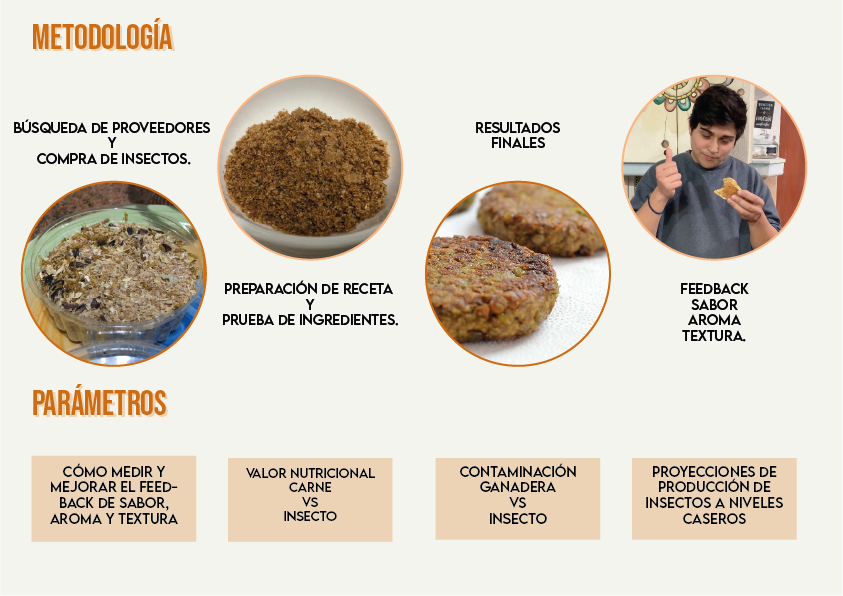 METODOLOGÍA
BÚSQUEDA DE PROVEEDORES
Y
COMPRA DE INSECTOS.
PREPARACIÓN DE RECETA
Y
PRUEBA DE INGREDIENTES.
RESULTADOS
FINALES
FEEDBACK
SABOR
AROMA
TEXTURA.
PARÁMETROS
CÓMO MEDIR Y
MEJORAR EL FEED-
BACK DE SABOR,
AROMA Y TEXTURA
VALOR NUTRICIONAL
CARNE
VS
INSECTO
CONTAMINACIÓN
GANADERA
VS
INSECTO
PROYECCIONES DE
PRODUCCIÓN DE
INSECTOS A NIVELES
CASEROS